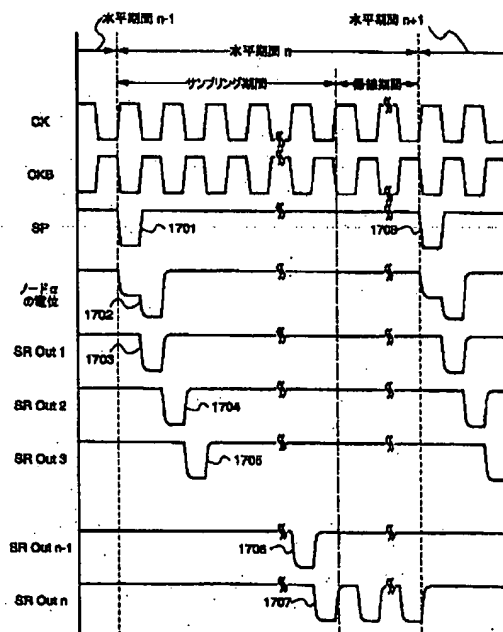 水平期間 n-1
水平期間 n+1
水平期間 n
サンプリング期間
帰線期間
CK
CKB
SP
1701
1708
ノードα
の電位
1702
SR Out 1
1703
SR Out 2
1704
SR Out 3
1705
SR Out n-1
1706
SR Out n
1707